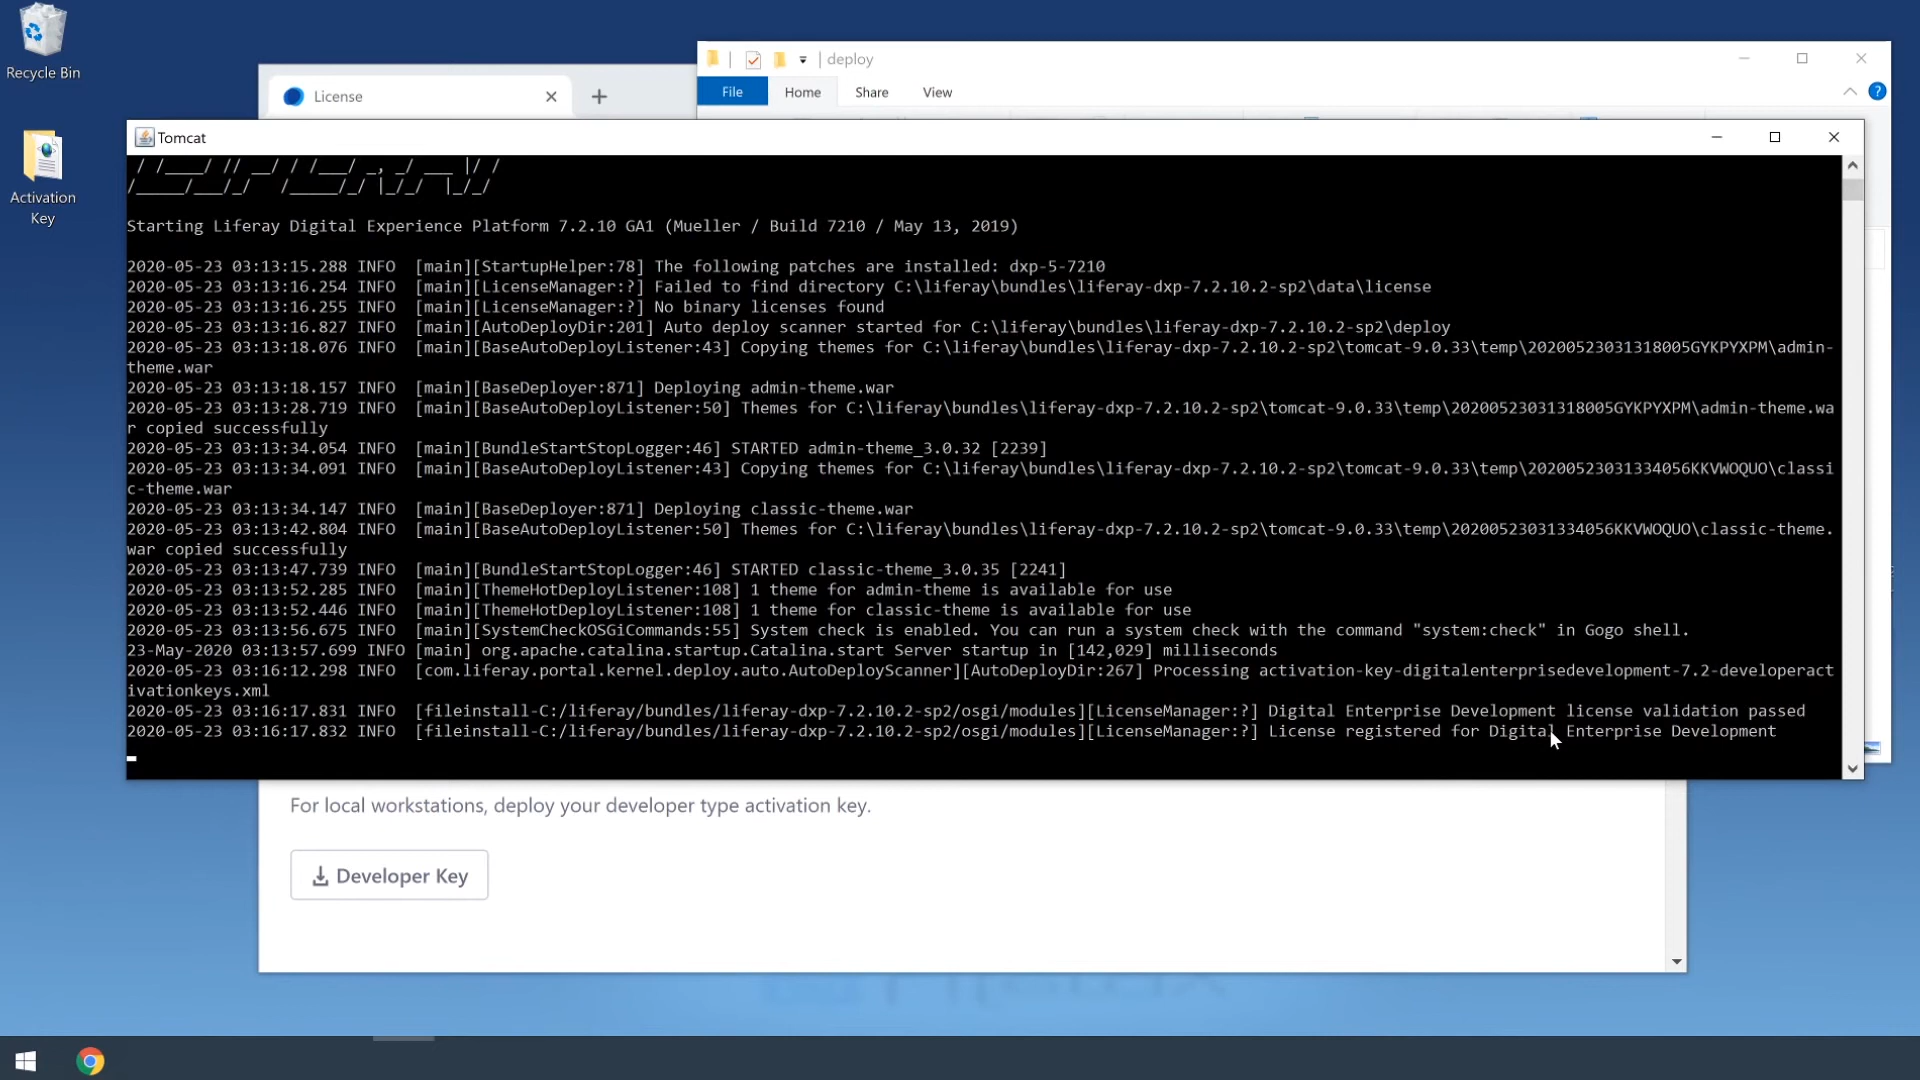 Recycle Bin
Activation
Key
License
deploy
File
Home
Share
View
?
Tomcat
Starting Liferay Digital Experience Platform 7.2.10 GA1 (Mueller / Build 7210 / May 13, 2019)
2020-05-23 03:13:15.288 INFO  [main][StartupHelper:78] The following patches are installed: dxp-5-7210
2020-05-23 03:13:16.254 INFO  [main][LicenseManager:?] Failed to find directory C:\liferay\bundles\liferay-dxp-7.2.10.2-sp2\data\license
2020-05-23 03:13:16.255 INFO  [main][LicenseManager:?] No binary licenses found
2020-05-23 03:13:16.827 INFO  [main][AutoDeployDir:201] Auto deploy scanner started for C:\liferay\bundles\liferay-dxp-7.2.10.2-sp2\deploy
2020-05-23 03:13:18.076 INFO  [main][BaseAutoDeployListener:43] Copying themes for C:\liferay\bundles\liferay-dxp-7.2.10.2-sp2\tomcat-9.0.33\temp\20200523031318005GYKPYXPM\admin-
theme.war
2020-05-23 03:13:18.157 INFO  [main][BaseDeployer:871] Deploying admin-theme.war
2020-05-23 03:13:28.719 INFO  [main][BaseAutoDeployListener:50] Themes for C:\liferay\bundles\liferay-dxp-7.2.10.2-sp2\tomcat-9.0.33\temp\20200523031318005GYKPYXPM\admin-theme.wa
r copied successfully
2020-05-23 03:13:34.054 INFO  [main][BundleStartStopLogger:46] STARTED admin-theme_3.0.32 [2239]
2020-05-23 03:13:34.091 INFO  [main][BaseAutoDeployListener:43] Copying themes for C:\liferay\bundles\liferay-dxp-7.2.10.2-sp2\tomcat-9.0.33\temp\20200523031334056KKVWOQUO\classi
c-theme.war
2020-05-23 03:13:34.147 INFO  [main][BaseDeployer:871] Deploying classic-theme.war
2020-05-23 03:13:42.804 INFO  [main][BaseAutoDeployListener:50] Themes for C:\liferay\bundles\liferay-dxp-7.2.10.2-sp2\tomcat-9.0.33\temp\20200523031334056KKVWOQUO\classic-theme.
war copied successfully
2020-05-23 03:13:47.739 INFO  [main][BundleStartStopLogger:46] STARTED classic-theme_3.0.35 [2241]
2020-05-23 03:13:52.285 INFO  [main][ThemeHotDeployListener:108] 1 theme for admin-theme is available for use
2020-05-23 03:13:52.446 INFO  [main][ThemeHotDeployListener:108] 1 theme for classic-theme is available for use
2020-05-23 03:13:56.675 INFO  [main][SystemCheckOSGiCommands:55] System check is enabled. You can run a system check with the command "system:check" in Gogo shell.
23-May-2020 03:13:57.699 INFO [main] org.apache.catalina.startup.Catalina.start Server startup in [142,029] milliseconds
2020-05-23 03:16:12.298 INFO  [com.liferay.portal.kernel.deploy.auto.AutoDeployScanner][AutoDeployDir:267] Processing activation-key-digitalenterprisedevelopment-7.2-developeract
ivationkeys.xml
2020-05-23 03:16:17.831 INFO  [fileinstall-C:/liferay/bundles/liferay-dxp-7.2.10.2-sp2/osgi/modules][LicenseManager:?] Digital Enterprise Development license validation passed
2020-05-23 03:16:17.832 INFO  [fileinstall-C:/liferay/bundles/liferay-dxp-7.2.10.2-sp2/osgi/modules][LicenseManager:?] License registered for Digital Enterprise Development
For local workstations, deploy your developer type activation key.
Developer Key